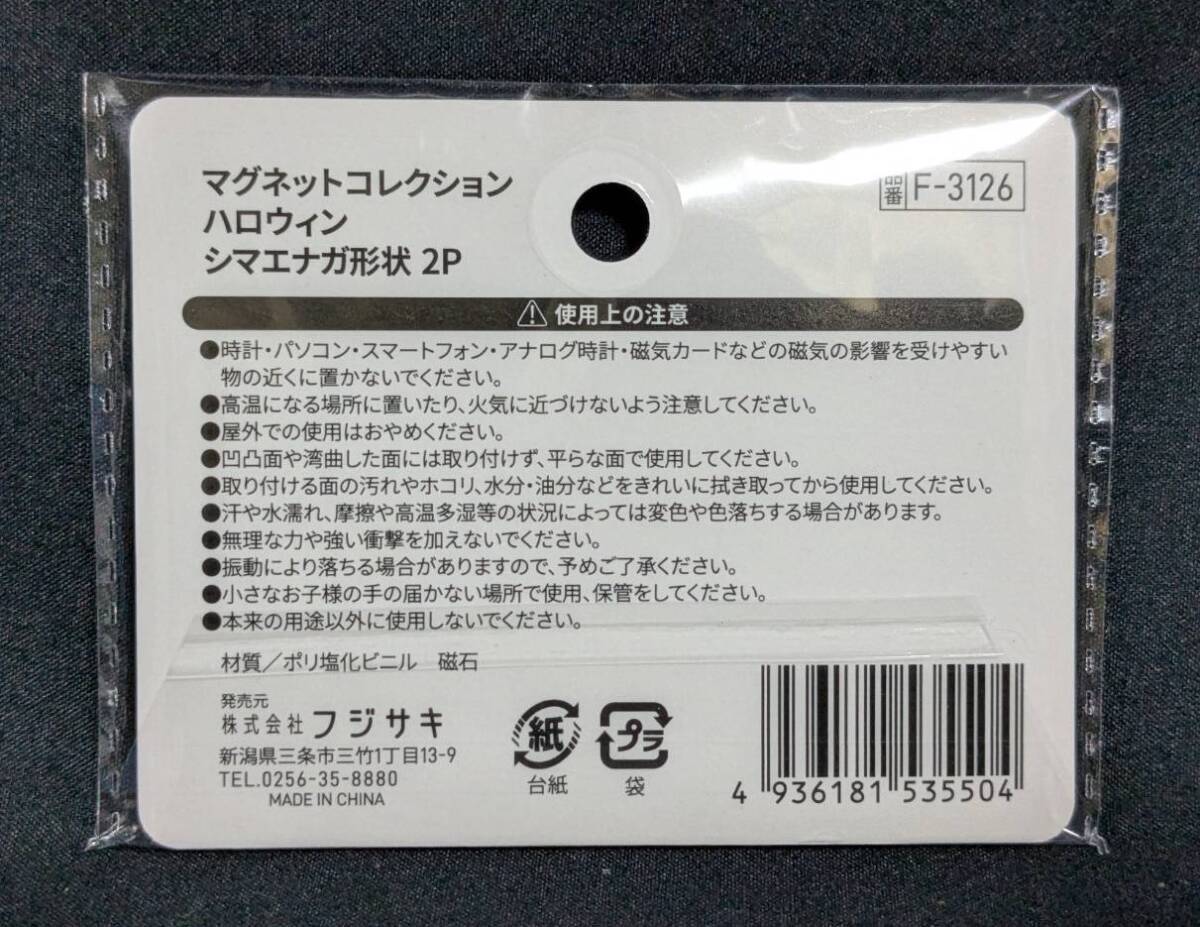 マグネットコレクション
ハロウィン
シマエナガ形状 2P
品番 F-3126
⚠ 使用上の注意
●時計・パソコン・スマートフォン・アナログ時計・磁気カードなどの磁気の影響を受けやすい
物の近くに置かないでください。
●高温になる場所に置いたり、火気に近づけないよう注意してください。
●屋外での使用はおやめください。
●凹凸面や湾曲した面には取り付けず、平らな面で使用してください。
●取り付ける面の汚れやホコリ、水分・油分などをきれいに拭き取ってから使用してください。
●汗や水濡れ、摩擦や高温多湿等の状況によっては変色や色落ちする場合があります。
●無理な力や強い衝撃を加えないでください。
●振動により落ちる場合がありますので、予めご了承ください。
●小さなお子様の手の届かない場所で使用、保管をしてください。
●本来の用途以外に使用しないでください。
材質／ポリ塩化ビニル　磁石
発売元
株式会社フジサキ
新潟県三条市三竹1丁目13-9
TEL.0256-35-8880
MADE IN CHINA
紙
台紙
プラ
袋
4 936181 535504